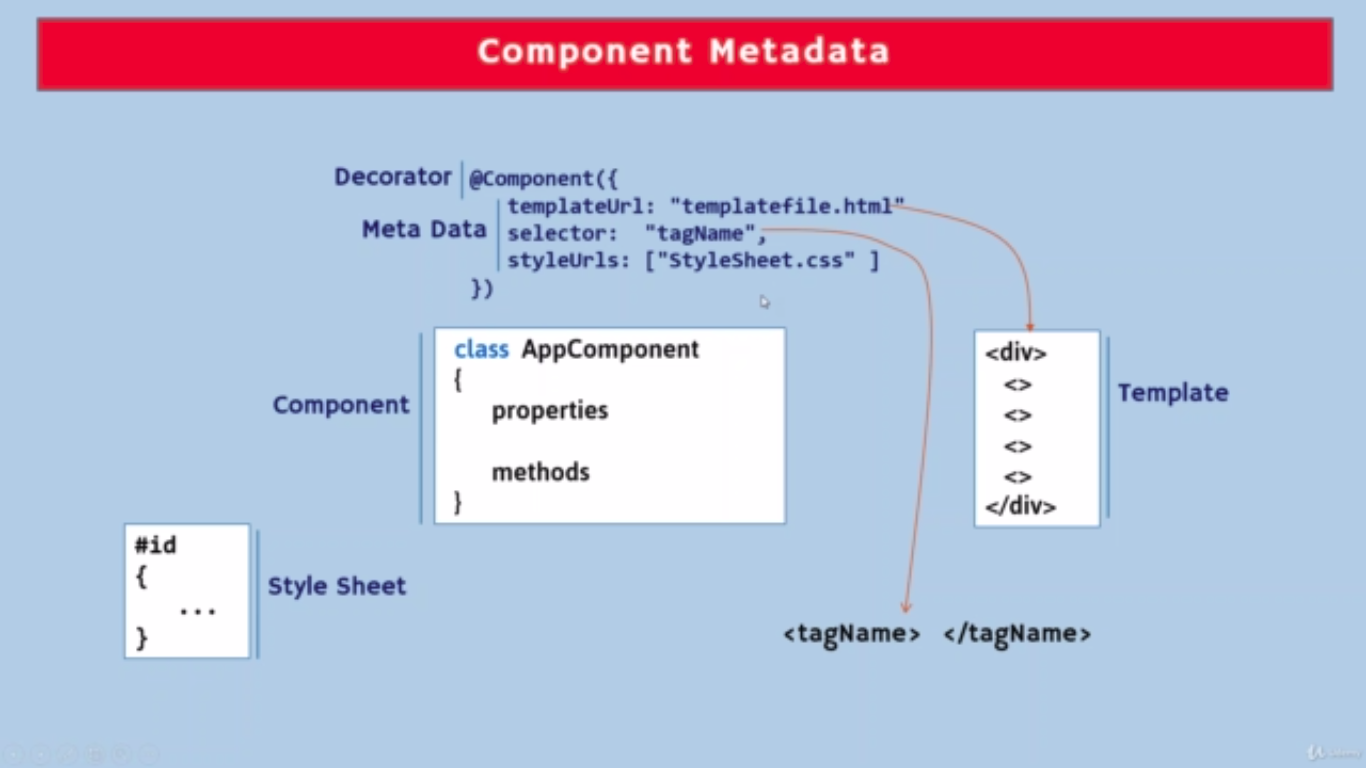 Component Metadata
Decorator
@Component({
Meta Data
templateUrl: "templatefile.html"
selector: "tagName",
styleUrls: ["StyleSheet.css" ]
})
Component
class AppComponent
{
properties
methods
}
<div>
<>
<>
<>
<>
</div>
Template
#id
{
...
}
Style Sheet
<tagName> </tagName>